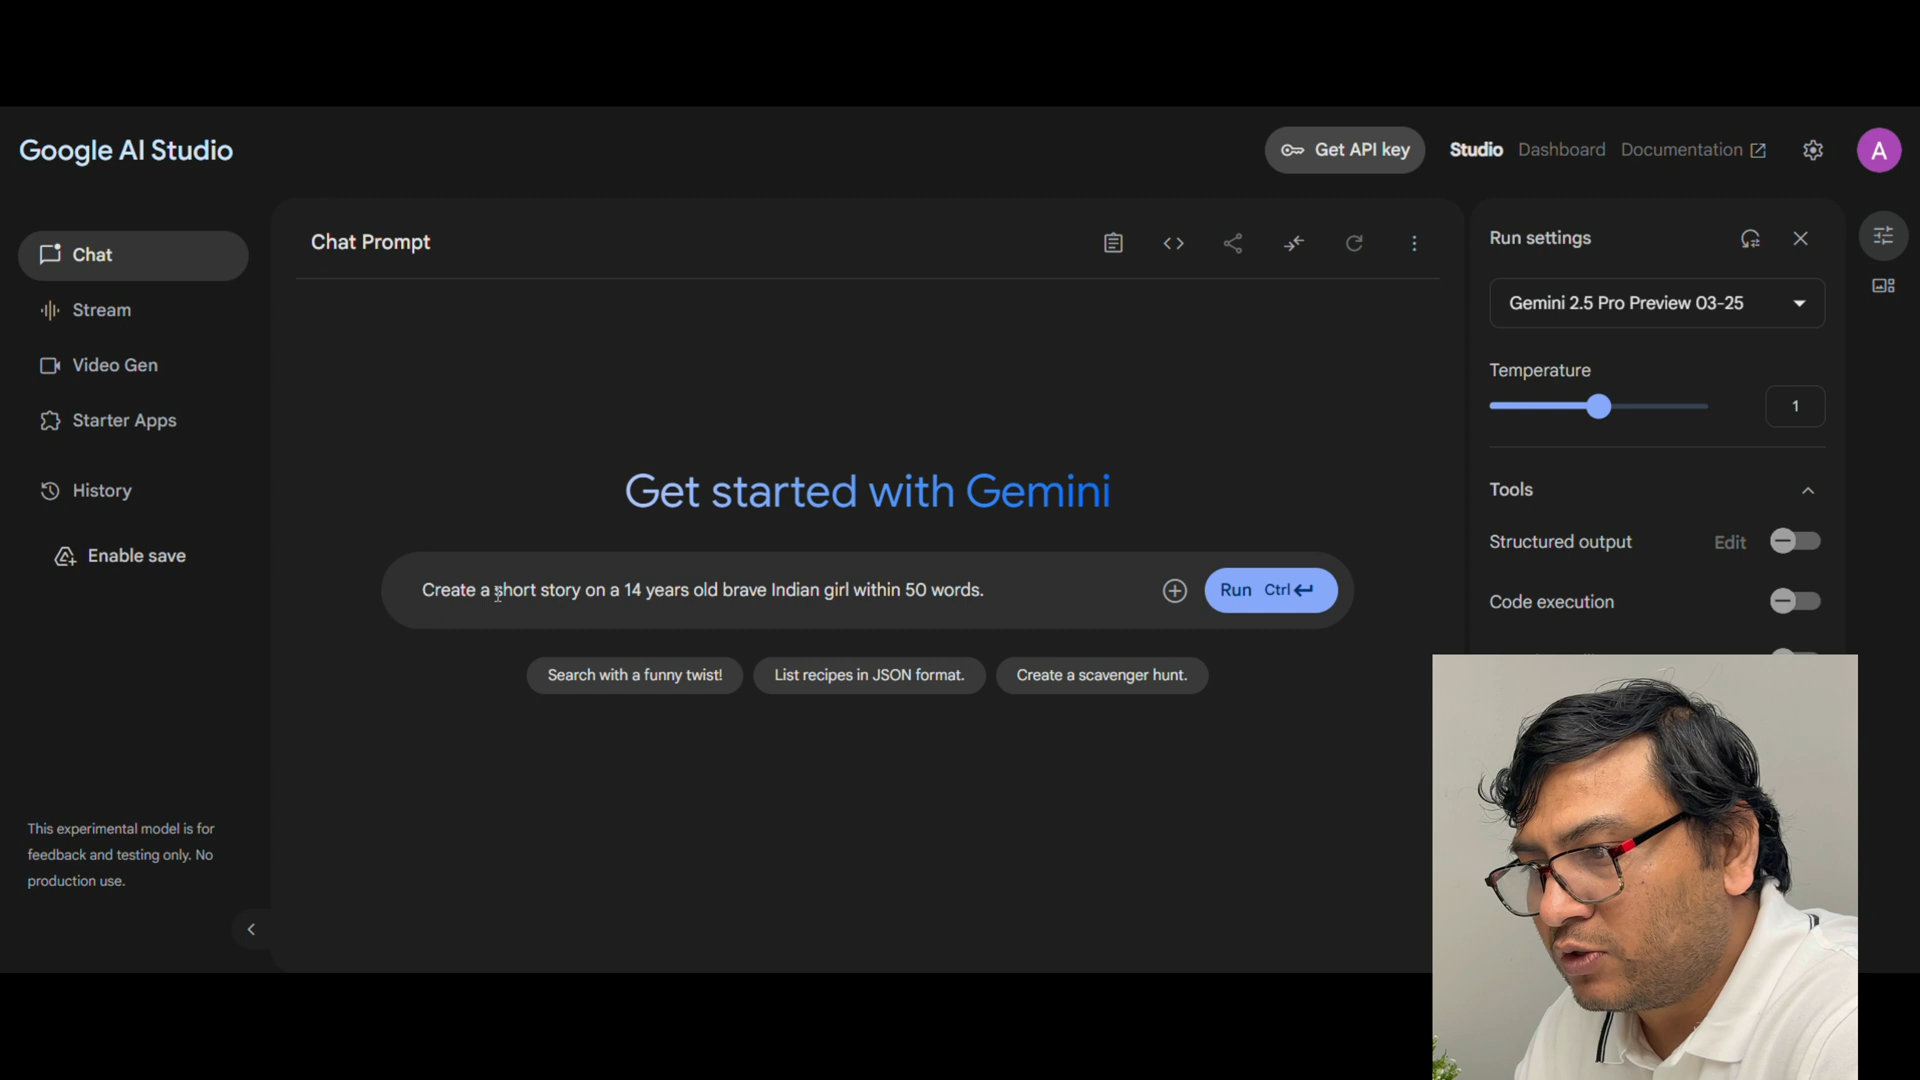 Google AI Studio
Get API key
Studio
Dashboard
Documentation
A
Chat
Stream
Video Gen
Starter Apps
History
Enable save
This experimental model is for
feedback and testing only. No
production use.
Chat Prompt
Get started with Gemini
Create a short story on a 14 years old brave Indian girl within 50 words.
Run Ctrl
Search with a funny twist!
List recipes in JSON format.
Create a scavenger hunt.
Run settings
Gemini 2.5 Pro Preview 03-25
Temperature
1
Tools
Structured output Edit
Code execution